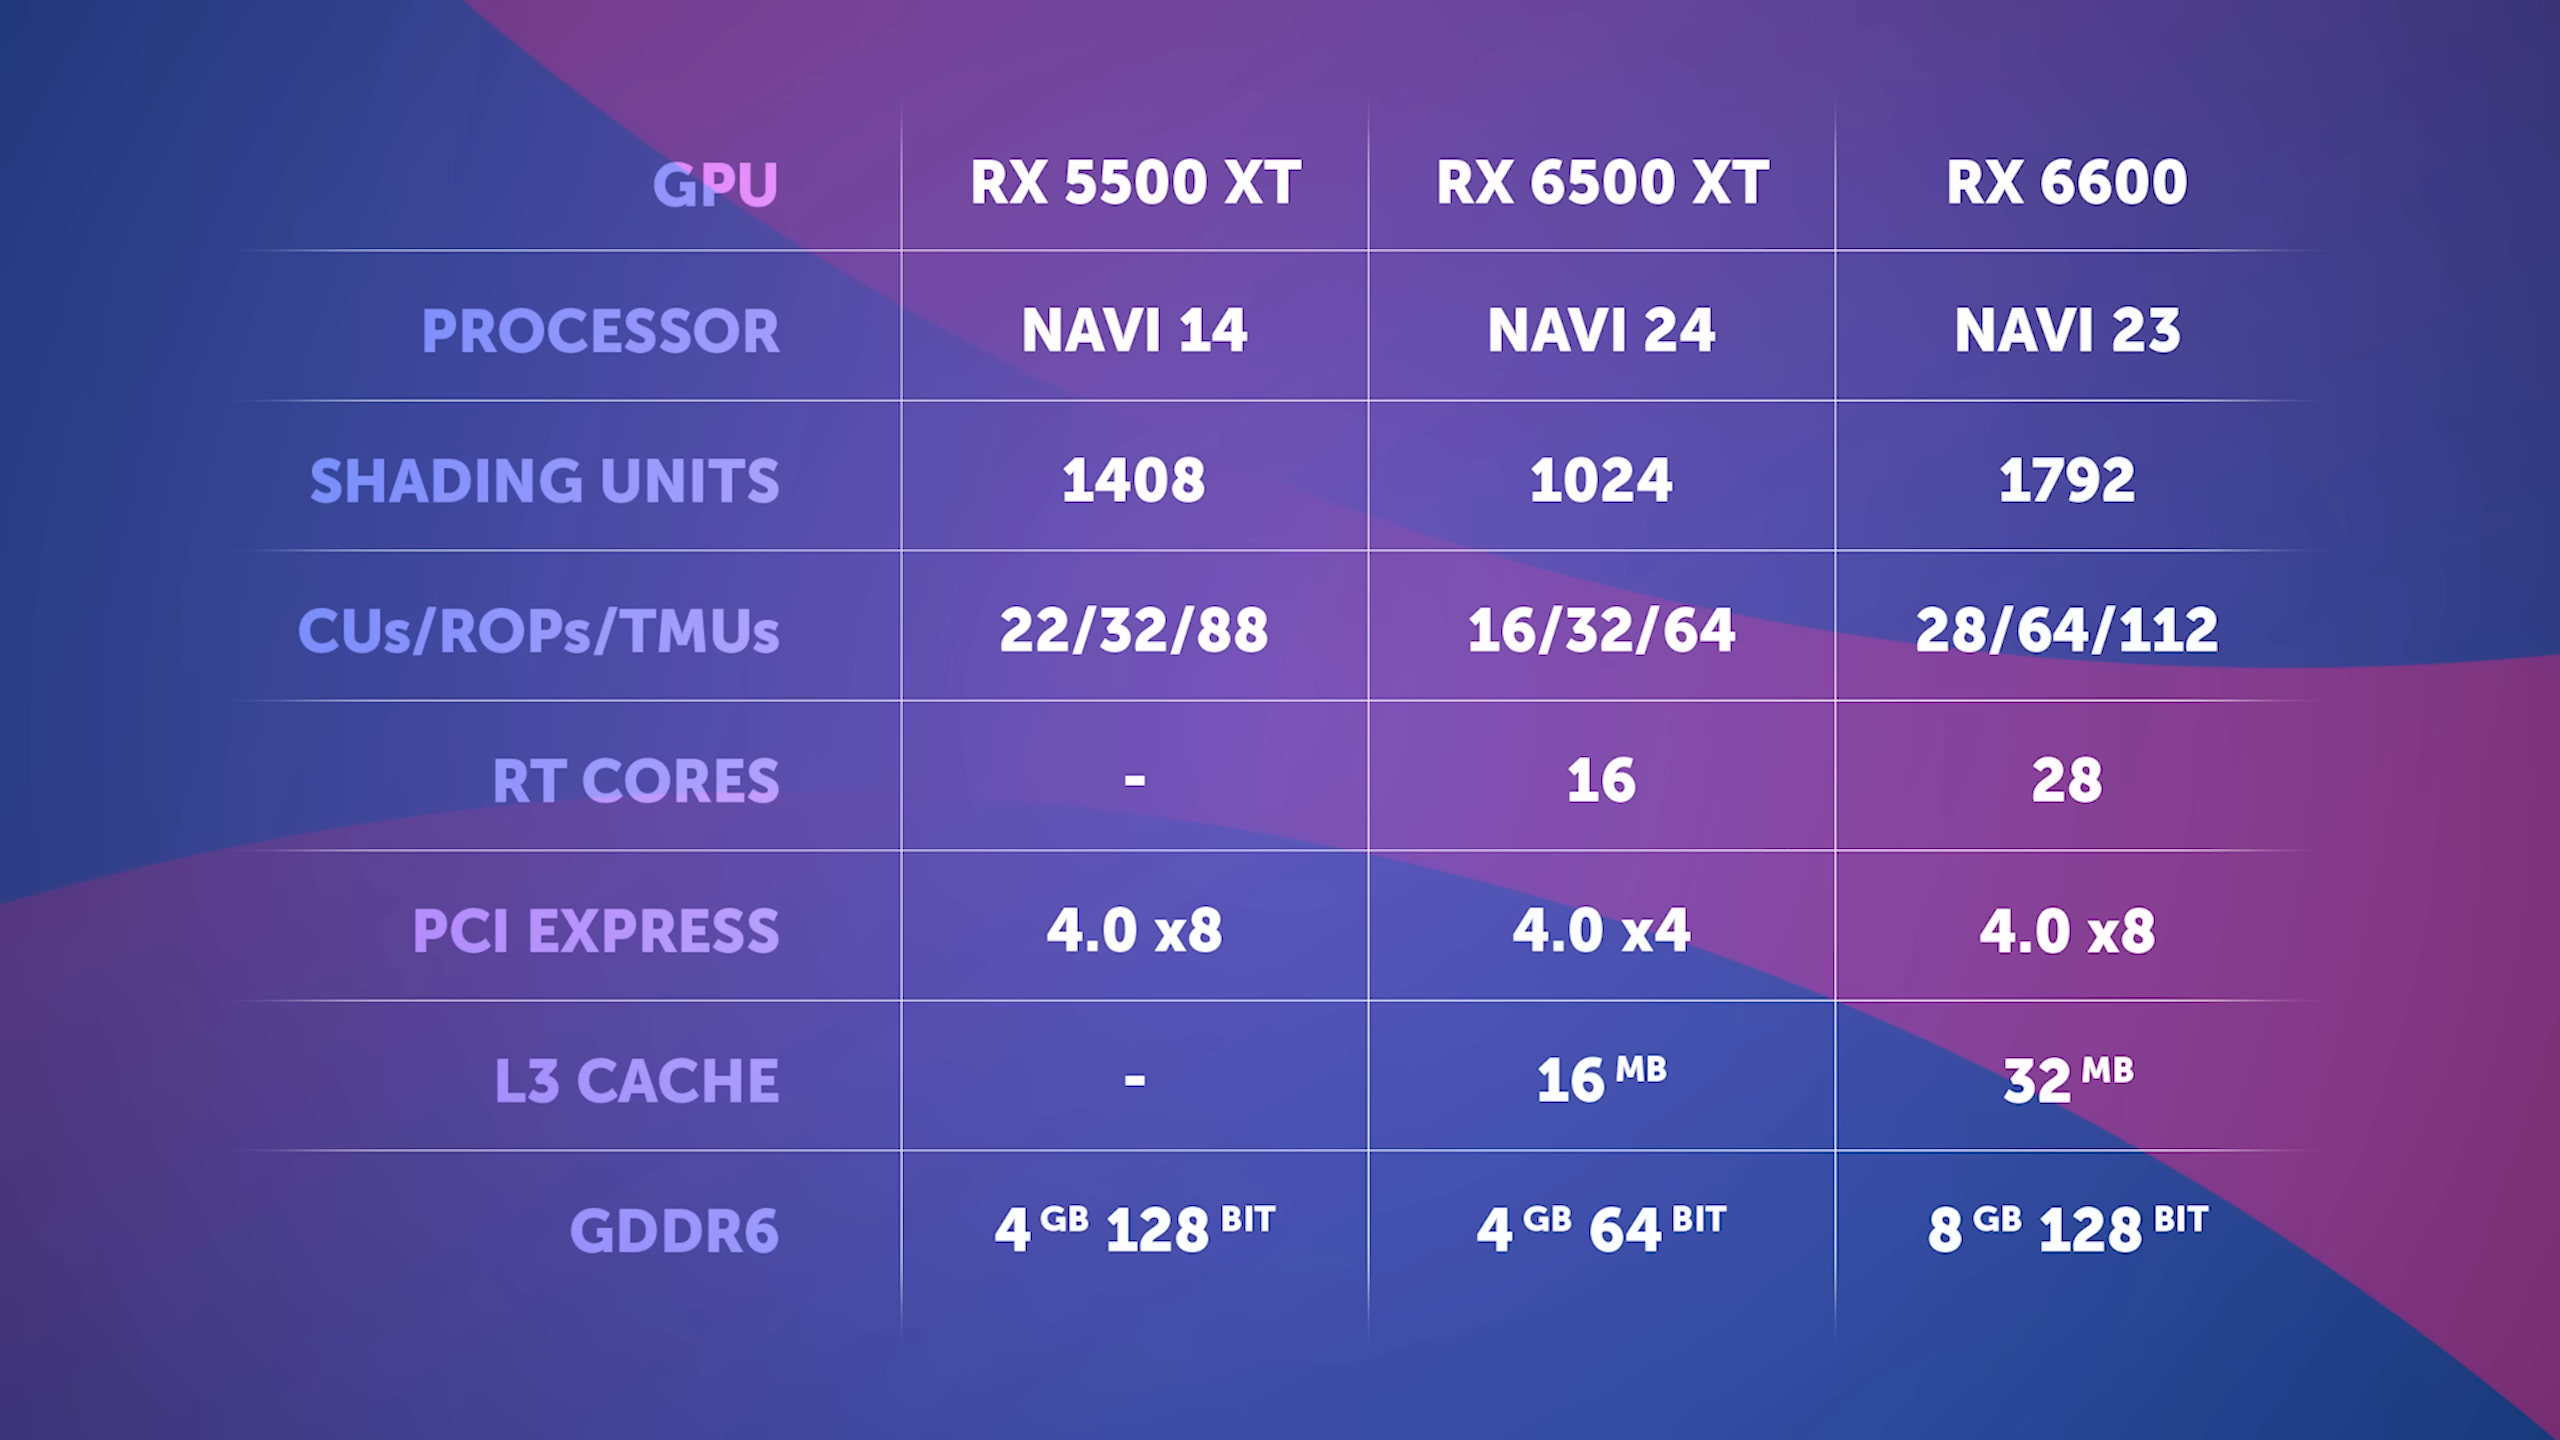 GPU RX 5500 XT RX 6500 XT RX 6600
PROCESSOR NAVI 14 NAVI 24 NAVI 23
SHADING UNITS 1408 1024 1792
CUs/ROPs/TMUs 22/32/88 16/32/64 28/64/112
RT CORES - 16 28
PCI EXPRESS 4.0 x8 4.0 x4 4.0 x8
L3 CACHE - 16 MB 32 MB
GDDR6 4 GB 128 BIT 4 GB 64 BIT 8 GB 128 BIT